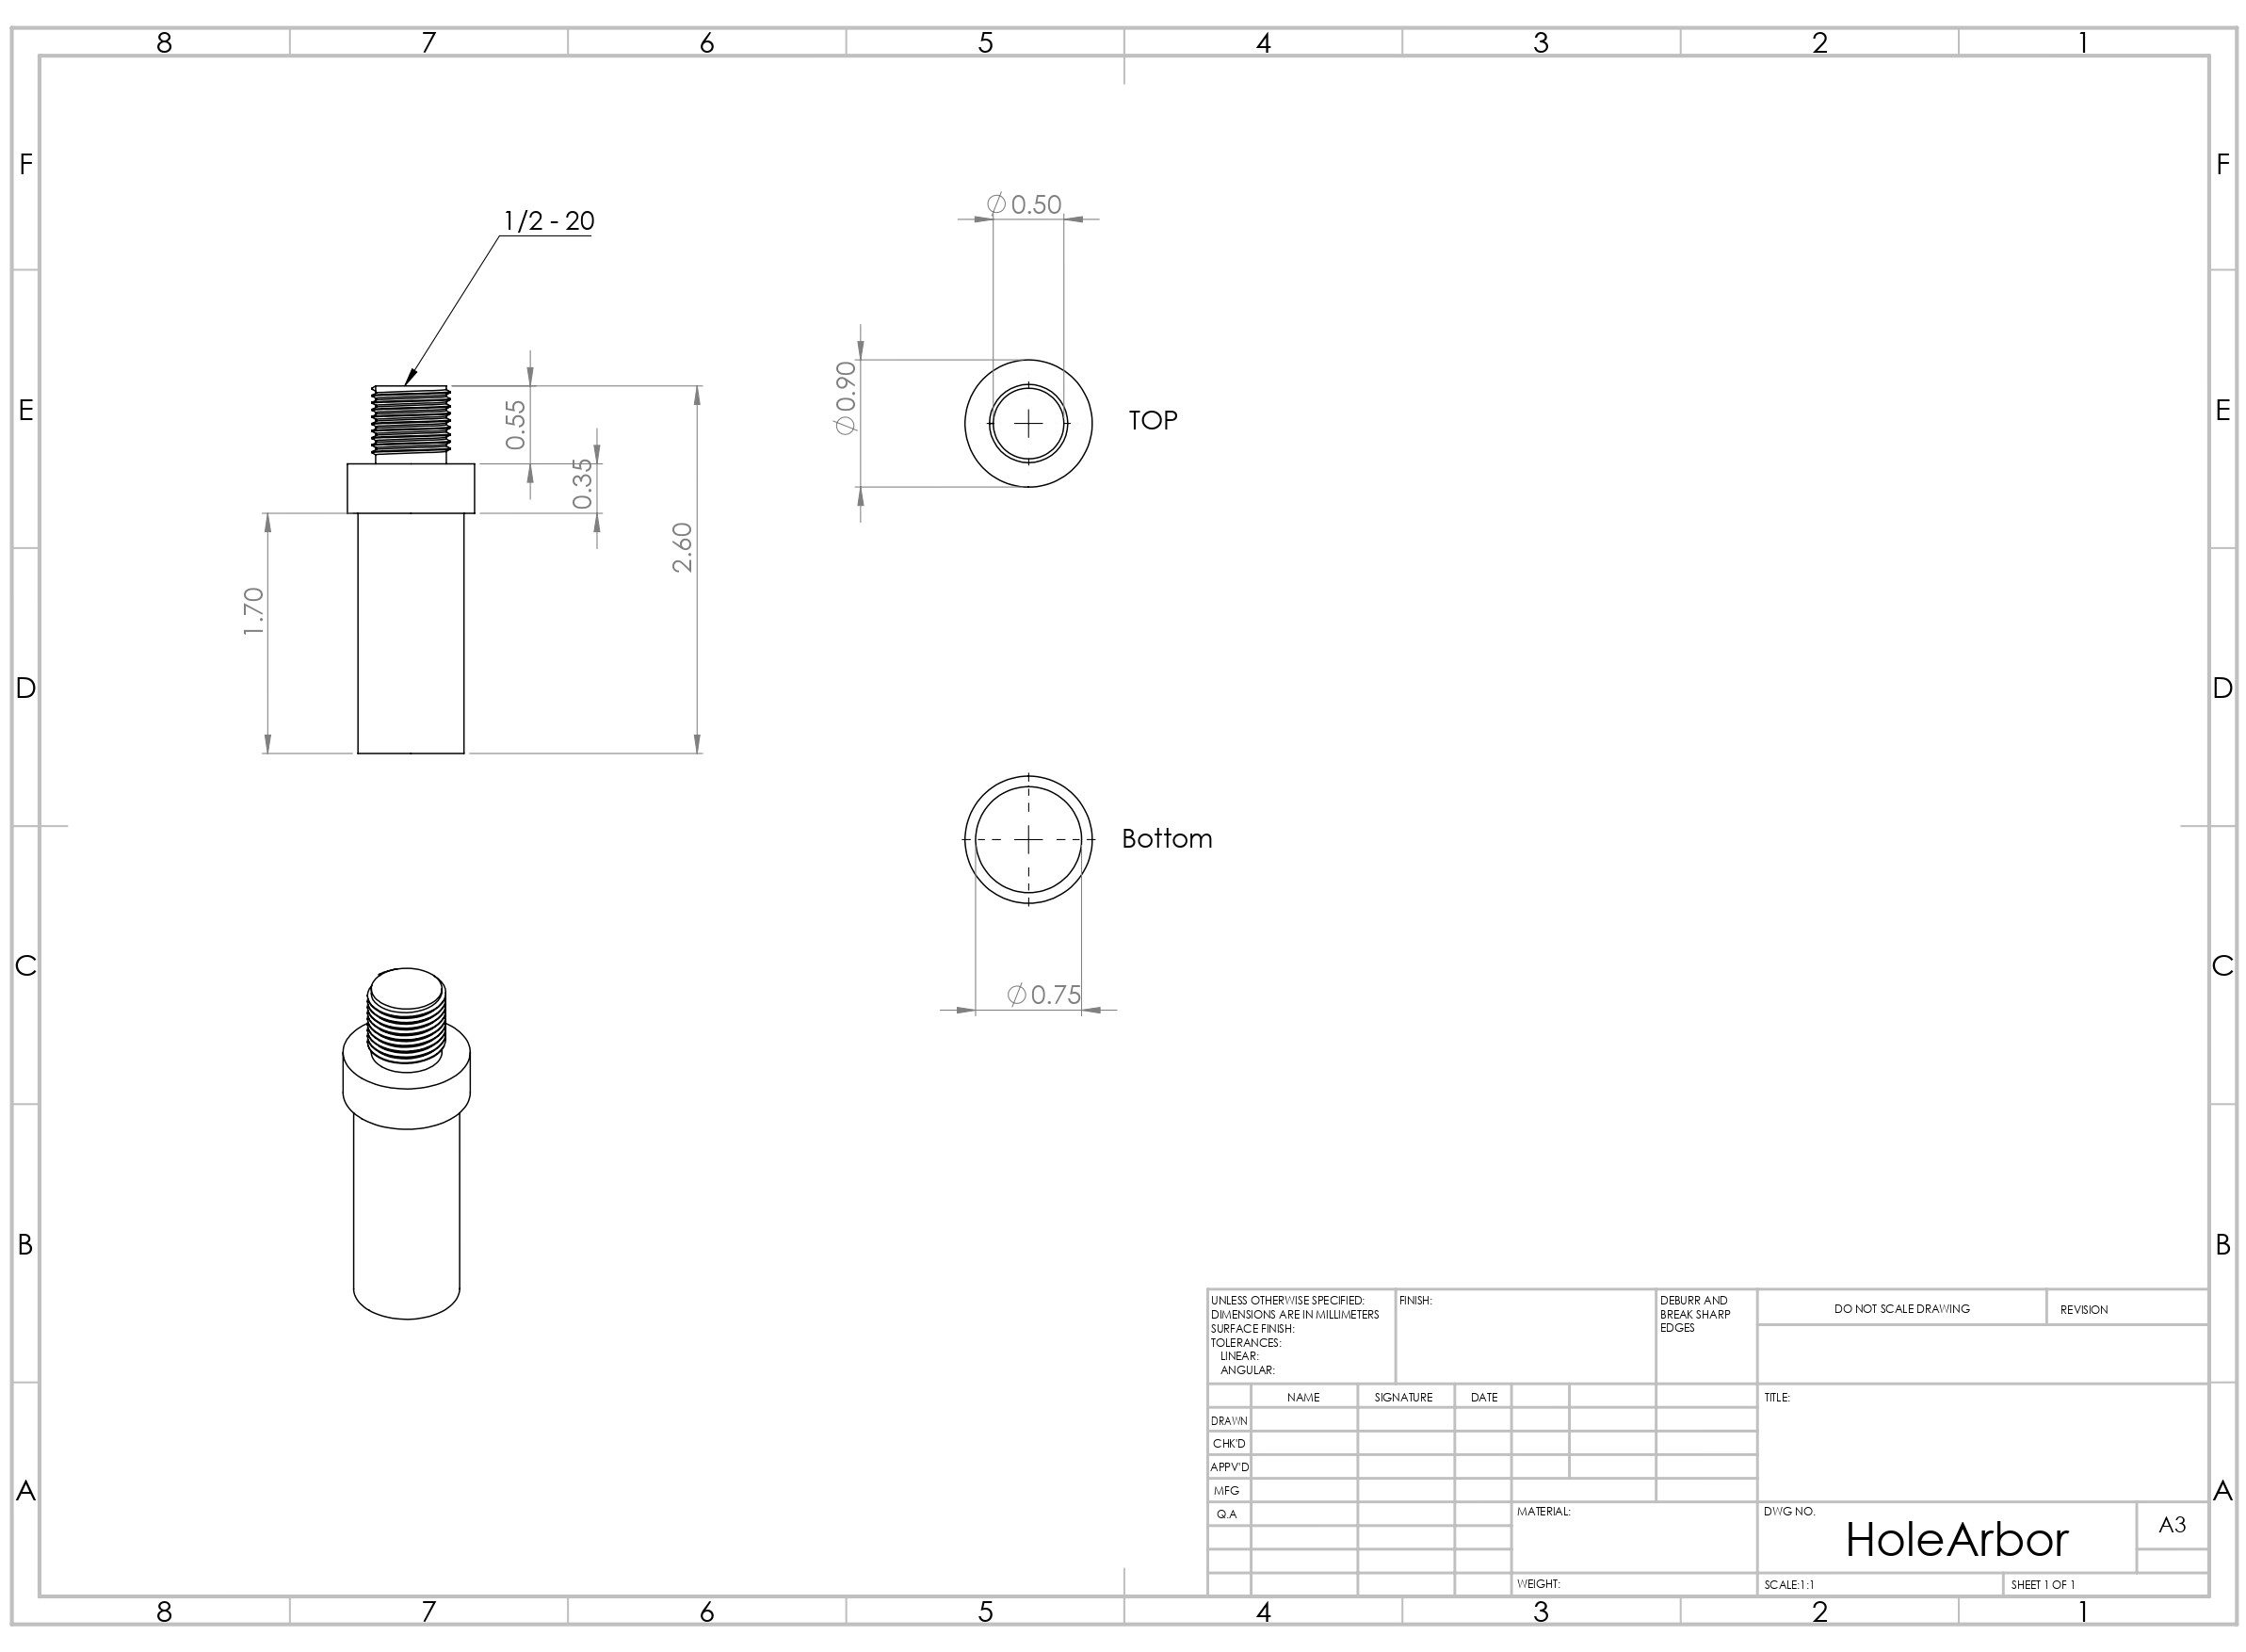 8 7 6 5 4 3 2 1
F F
1/2 - 20
⌀ 0.50
⌀ 0.90
E E
TOP
0.55
0.35
2.60
1.70
D D
Bottom
C C
⌀ 0.75
B B
UNLESS OTHERWISE SPECIFIED:
DIMENSIONS ARE IN MILLIMETERS
SURFACE FINISH:
TOLERANCES:
LINEAR:
ANGULAR:
FINISH:
DEBURR AND
BREAK SHARP
EDGES
DO NOT SCALE DRAWING
REVISION
NAME SIGNATURE DATE
TITLE:
DRAWN
CHK'D
APPV'D
MFG
Q.A
A A
MATERIAL:
DWG NO.
HoleArbor
A3
WEIGHT:
SCALE:1:1
SHEET 1 OF 1
8 7 6 5 4 3 2 1